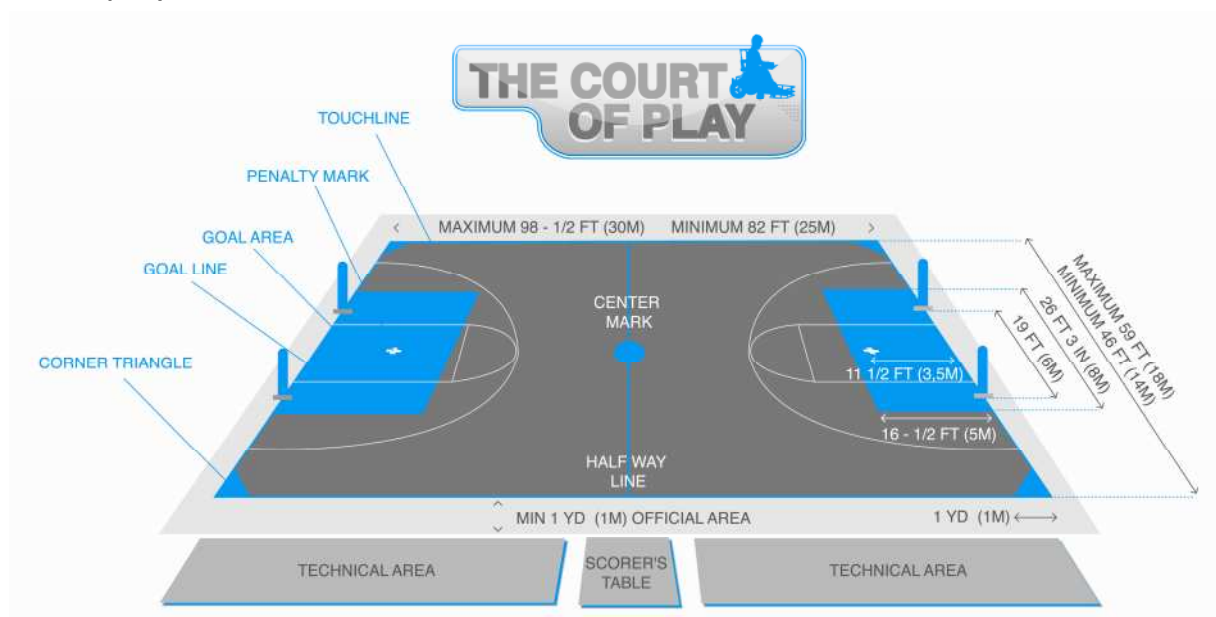 THE COURT
OF PLAY
TOUCHLINE
PENALTY MARK
GOAL AREA
GOAL LINE
CORNER TRIANGLE
MAXIMUM 98 - 1/2 FT (30M) MINIMUM 82 FT (25M)
CENTER
MARK
MAXIMUM 59 FT (18M)
MINIMUM 46 FT (14M)
26 FT 3 IN (8M)
19 FT (6M)
11 1/2 FT (3,5M)
16 - 1/2 FT (5M)
HALF WAY
LINE
MIN 1 YD (1M) OFFICIAL AREA
1 YD (1M)
TECHNICAL AREA
SCORER'S
TABLE
TECHNICAL AREA